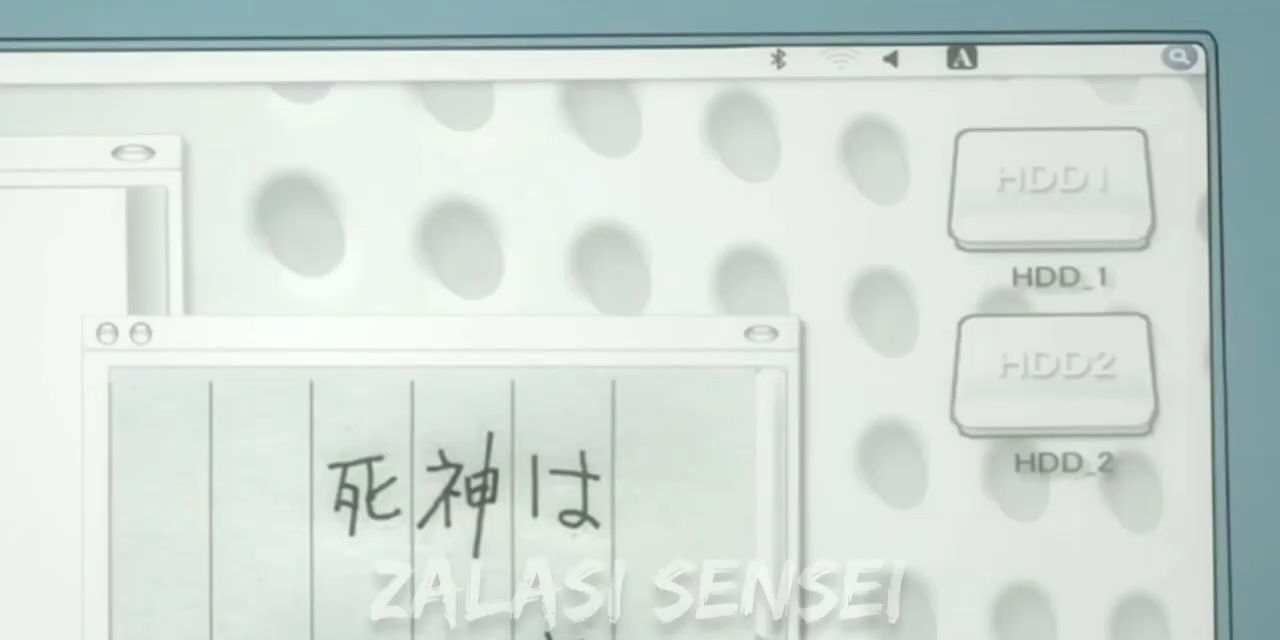 A
HDD1
HDD_1
HDD2
HDD_2
死神は
ZALASI SENSEI